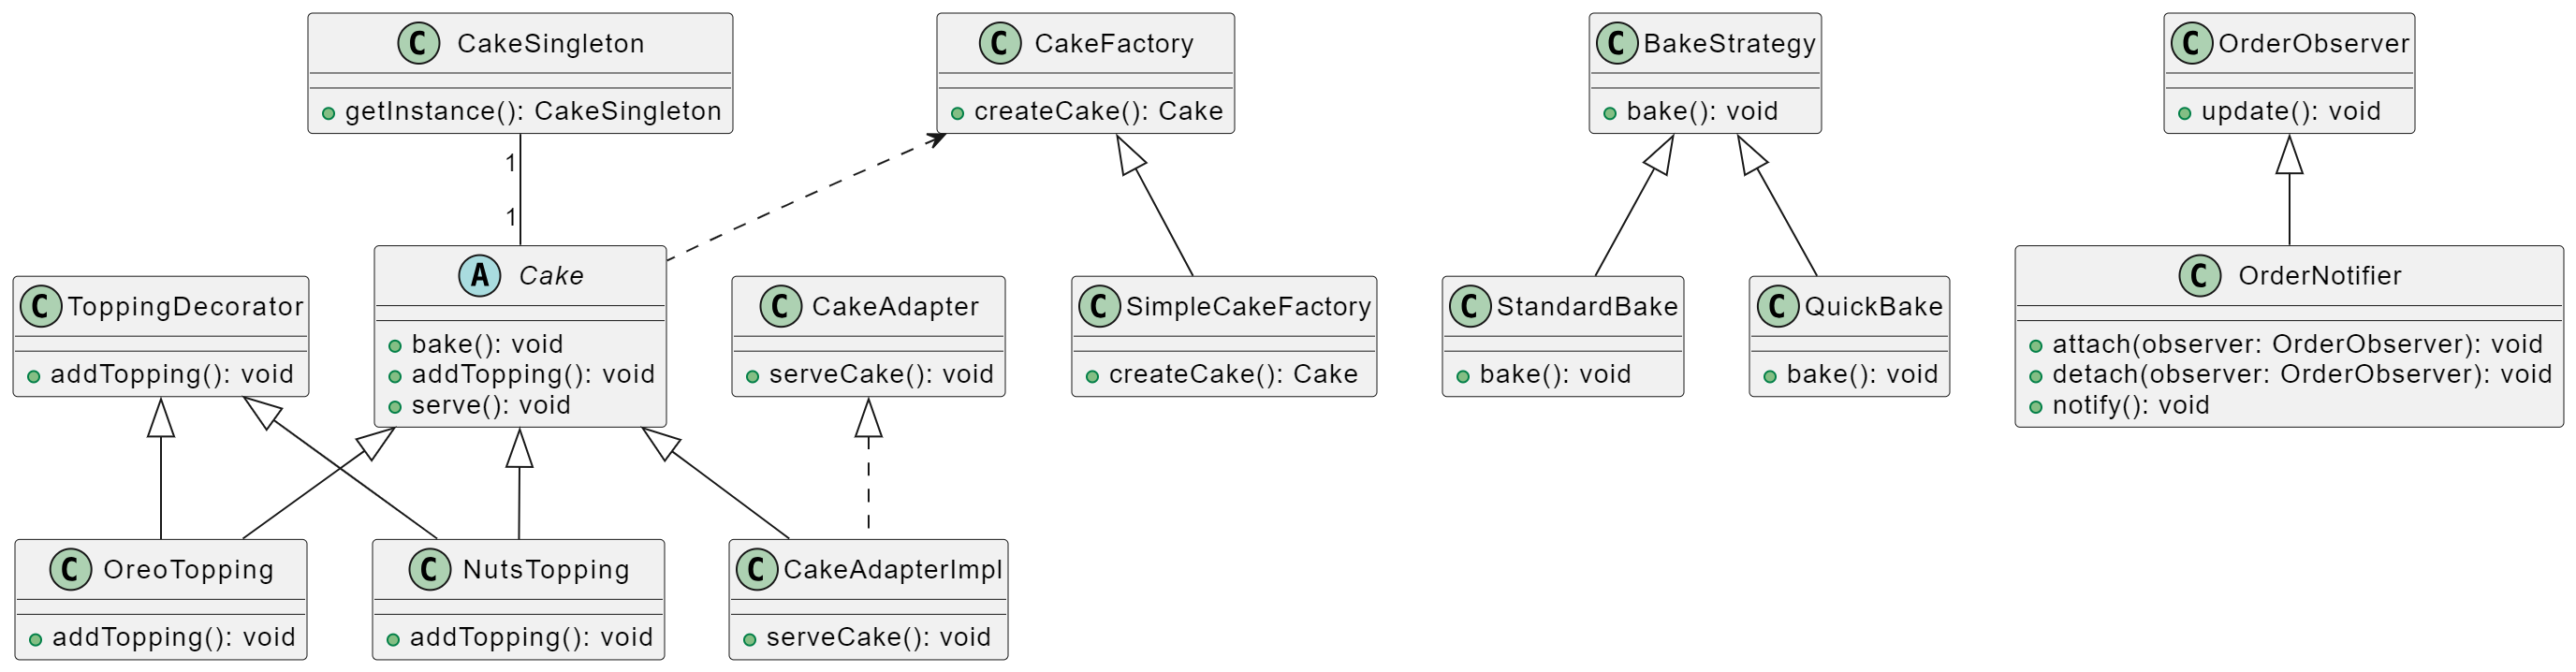 C CakeSingleton
getInstance(): CakeSingleton
C CakeFactory
createCake(): Cake
C BakeStrategy
bake(): void
C OrderObserver
update(): void
1
1
C ToppingDecorator
addTopping(): void
A Cake
bake(): void
addTopping(): void
serve(): void
C CakeAdapter
serveCake(): void
C SimpleCakeFactory
createCake(): Cake
C StandardBake
bake(): void
C QuickBake
bake(): void
C OrderNotifier
attach(observer: OrderObserver): void
detach(observer: OrderObserver): void
notify(): void
C OreoTopping
addTopping(): void
C NutsTopping
addTopping(): void
C CakeAdapterImpl
serveCake(): void